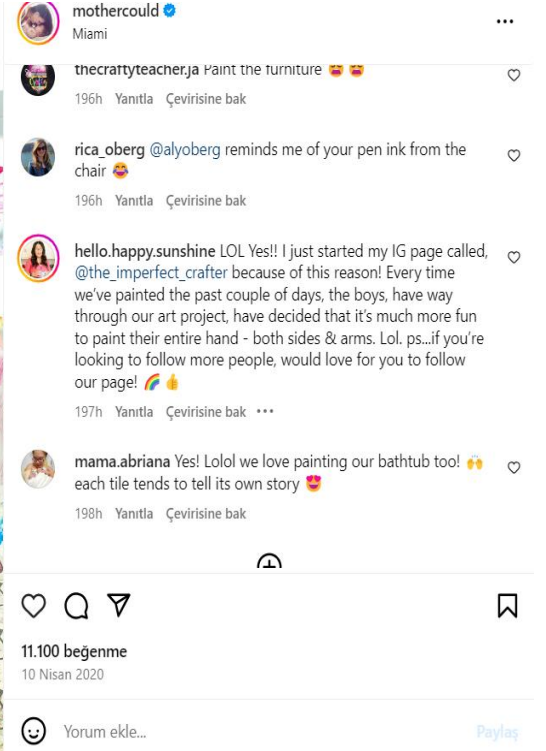 mothercould
Miami
thecraftyteacher.ja Paint the furniture 😩 😩
196h Yanıtla Çevirisine bak
rica_oberg @alyoberg reminds me of your pen ink from the
chair 😂
196h Yanıtla Çevirisine bak
hello.happy.sunshine LOL Yes!! I just started my IG page called,
@the_imperfect_crafter because of this reason! Every time
we've painted the past couple of days, the boys, have way
through our art project, have decided that it's much more fun
to paint their entire hand - both sides & arms. Lol. ps...if you're
looking to follow more people, would love for you to follow
our page! 🌈 👍
197h Yanıtla Çevirisine bak
mama.abriana Yes! Lolol we love painting our bathtub too! 🙌
each tile tends to tell its own story 😍
198h Yanıtla Çevirisine bak
11.100 beğenme
10 Nisan 2020
Yorum ekle...
Paylaş